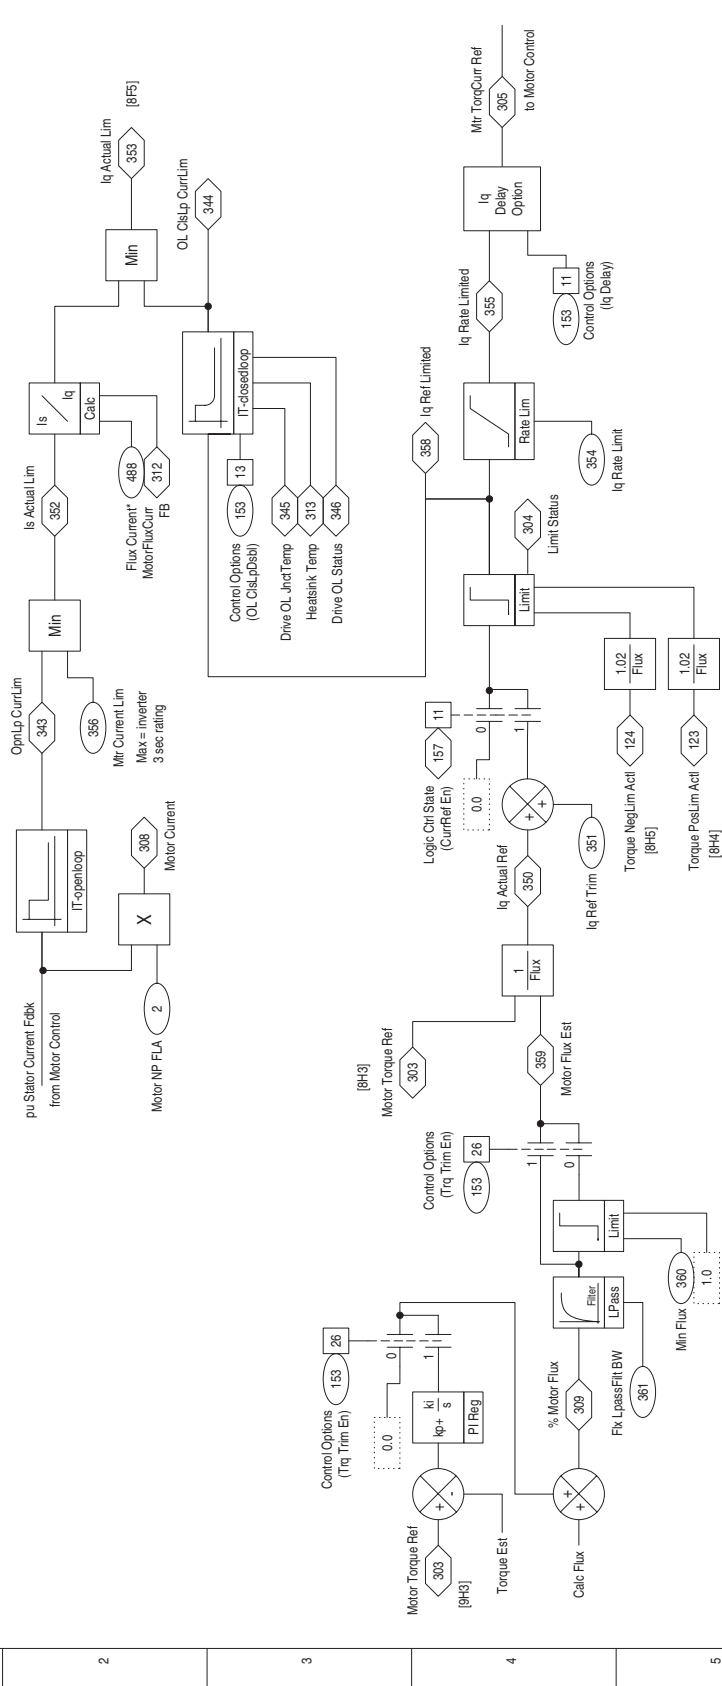 2
3
4
5
pu Stator Current Fdbk
from Motor Control
IT-openloop
OpnLp CurrLim
343
Min
356
Mtr Current Lim
Max = inverter
3 sec rating
Is Actual Lim
352
Is
Iq
Calc
488
312
Flux Current*
MotorFluxCurr
FB
Min
Iq Actual Lim
353
[8F5]
Motor NP FLA
2
X
308
Motor Current
OL ClsLp CurrLim
344
IT-closedloop
13
153
Control Options
(OL ClsLpDsbl)
345
Drive OL JnctTemp
313
Heatsink Temp
346
Drive OL Status
[8H3]
Motor Torque Ref
303
1
Flux
359
Motor Flux Est
Iq Actual Ref
350
+
+
351
Iq Ref Trim
Logic Ctrl State
(CurrRef En)
157
11
0.0
0
1
Limit
304
Limit Status
1.02
Flux
124
Torque NegLim Actl
[8H5]
1.02
Flux
123
Torque PosLim Actl
[8H4]
358
Iq Ref Limited
Rate Lim
354
Iq Rate Limit
Iq Rate Limited
355
Iq
Delay
Option
11
153
Control Options
(Iq Delay)
Mtr TorqCurr Ref
305
to Motor Control
Motor Torque Ref
303
[9H3]
+
-
Torque Est
kp+
ki
s
PI Reg
Control Options
(Trq Trim En)
153
26
0.0
0
1
Calc Flux
+
+
% Motor Flux
309
Filter
LPass
Flx LpassFilt BW
361
Limit
Min Flux
360
1.0
Control Options
(Trq Trim En)
153
26
1
0